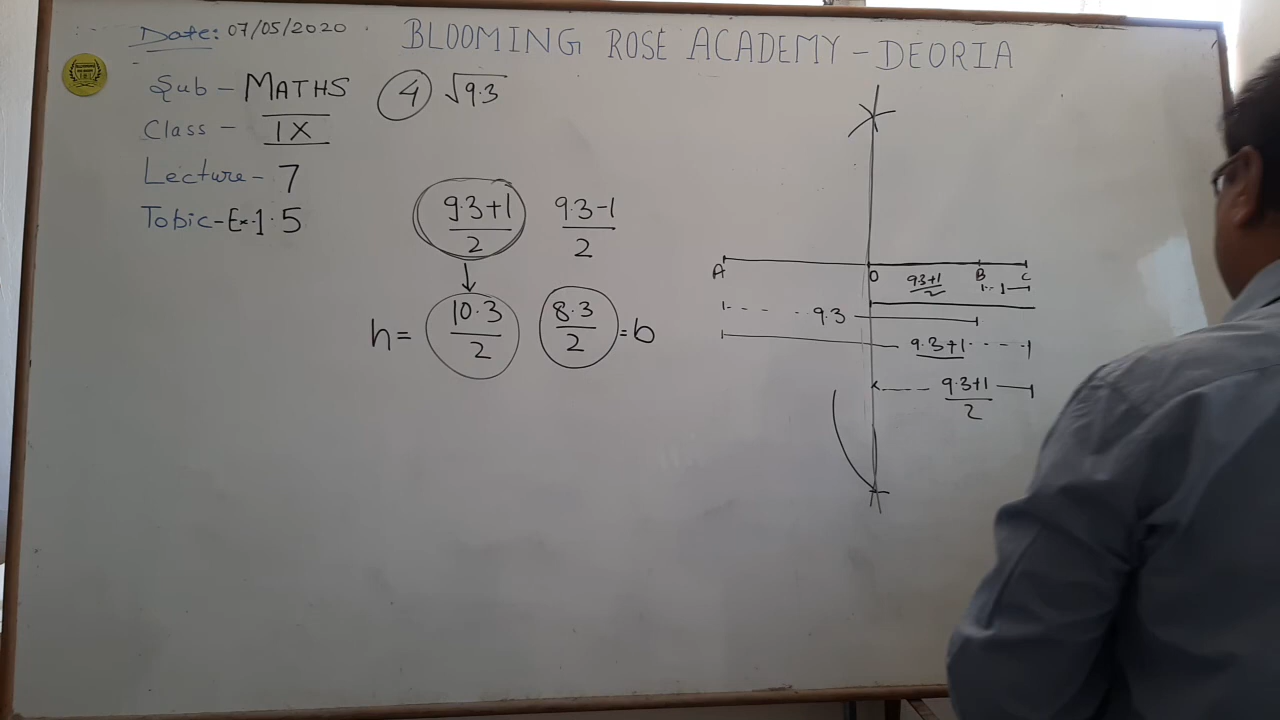 Date: 07/05/2020
BLOOMING ROSE ACADEMY - DEORIA
Sub - MATHS
4 √9.3
Class - IX
Lecture - 7
Tobic - Ex-1.5
9.3+1/2 9.3-1/2
h= 10.3/2 8.3/2 =b
A O 9.3+1/2 B C
1
9.3
9.3+1
9.3+1/2